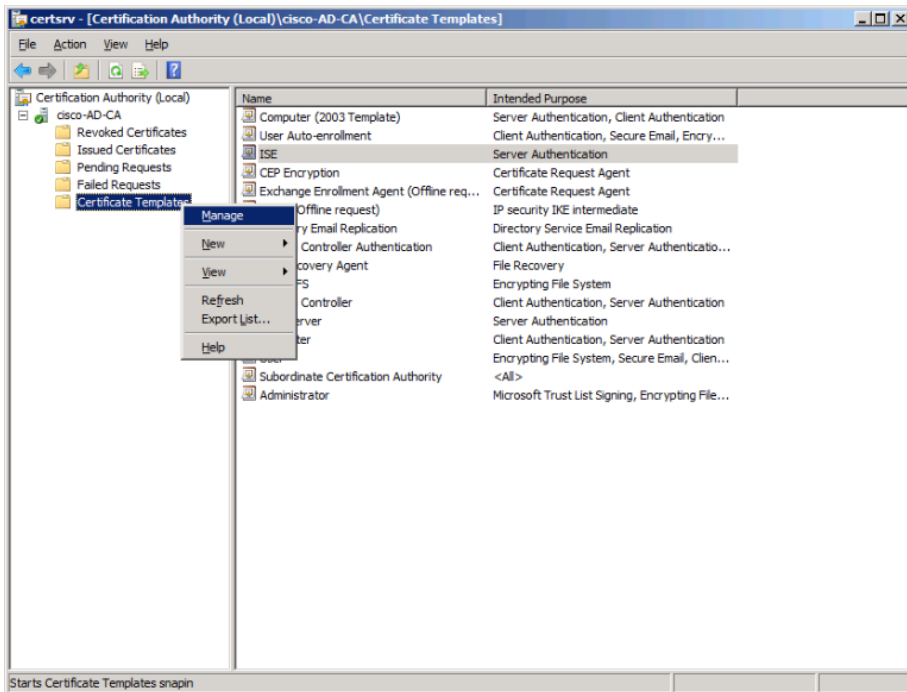 certsrv - [Certification Authority (Local)\cisco-AD-CA\Certificate Templates]
File Action View Help
Certification Authority (Local)
cisco-AD-CA
Revoked Certificates
Issued Certificates
Pending Requests
Failed Requests
Certificate Templates
Manage
New
View
Refresh
Export List...
Help
Name Intended Purpose
Computer (2003 Template) Server Authentication, Client Authentication
User Auto-enrollment Client Authentication, Secure Email, Encry...
ISE Server Authentication
CEP Encryption Certificate Request Agent
Exchange Enrollment Agent (Offline req... Certificate Request Agent
Offline request) IP security IKE intermediate
ry Email Replication Directory Service Email Replication
Controller Authentication Client Authentication, Server Authenticatio...
covery Agent File Recovery
FS Encrypting File System
Controller Client Authentication, Server Authentication
erver Server Authentication
ter Client Authentication, Server Authentication
Encrypting File System, Secure Email, Clien...
Subordinate Certification Authority <All>
Administrator Microsoft Trust List Signing, Encrypting File...
Starts Certificate Templates snapin